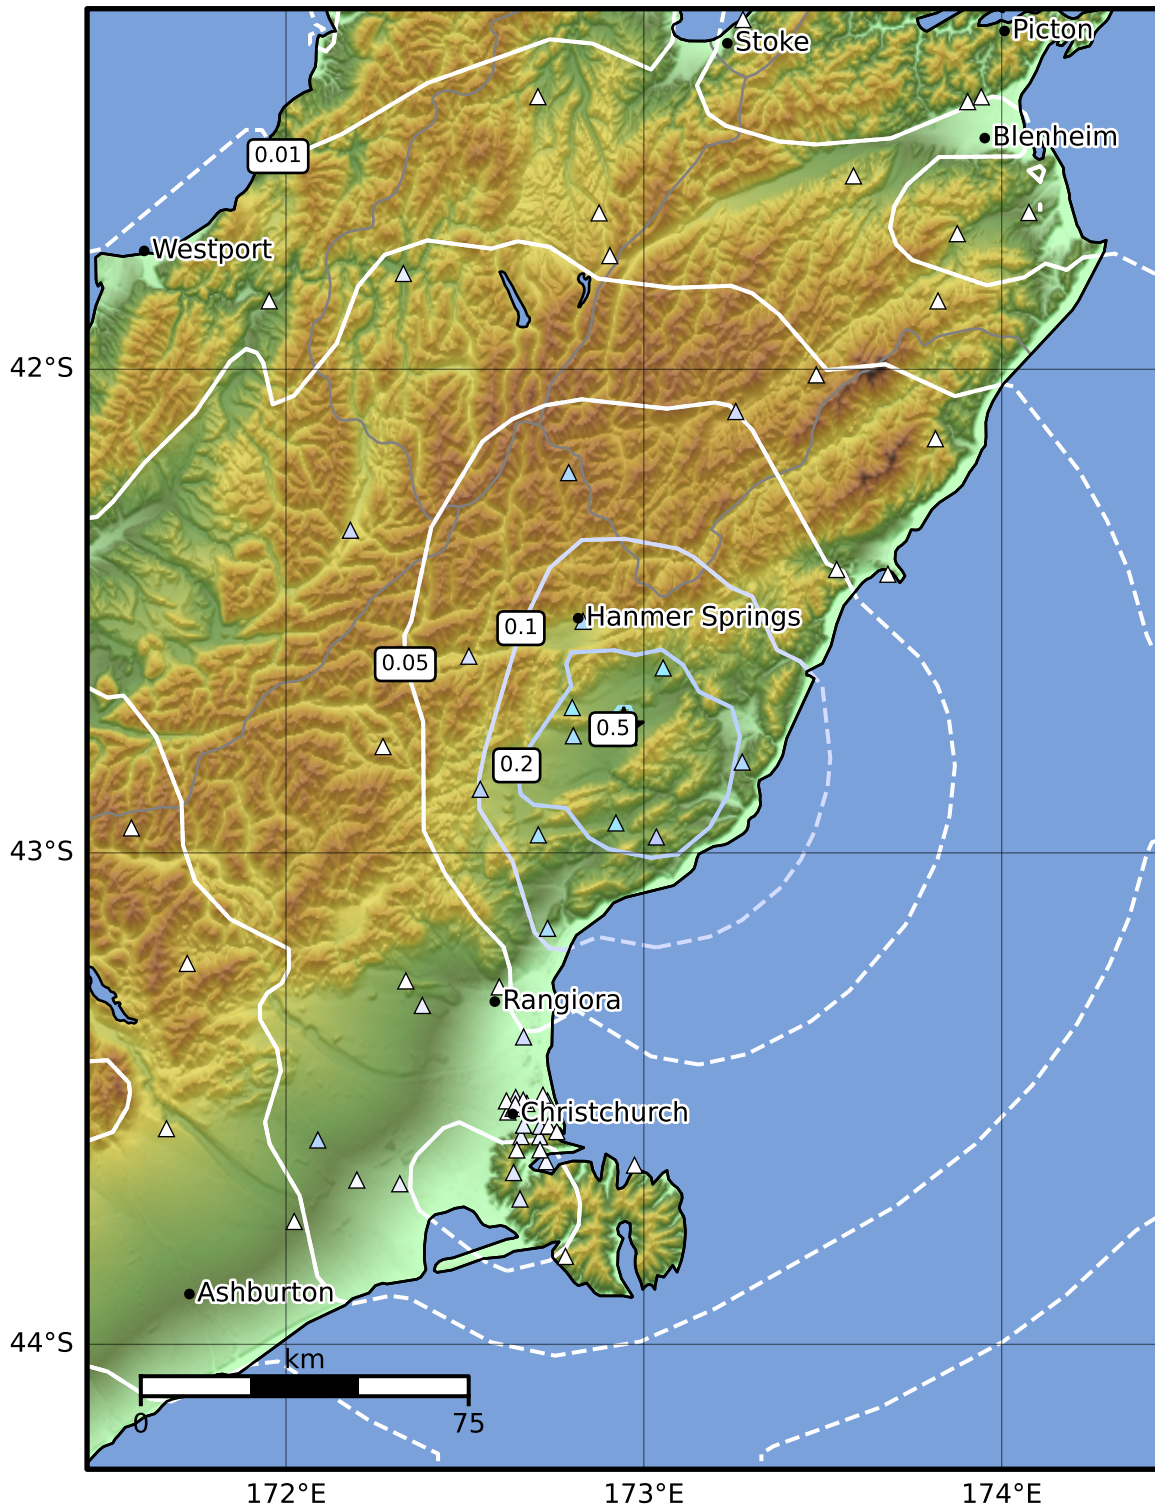 Stoke
Picton
Blenheim
0.01
Westport
42°S
Hanmer Springs
0.1
0.05
0.5
0.2
43°S
Rangiora
Christchurch
Ashburton
44°S
km
0
75
172°E
173°E
174°E